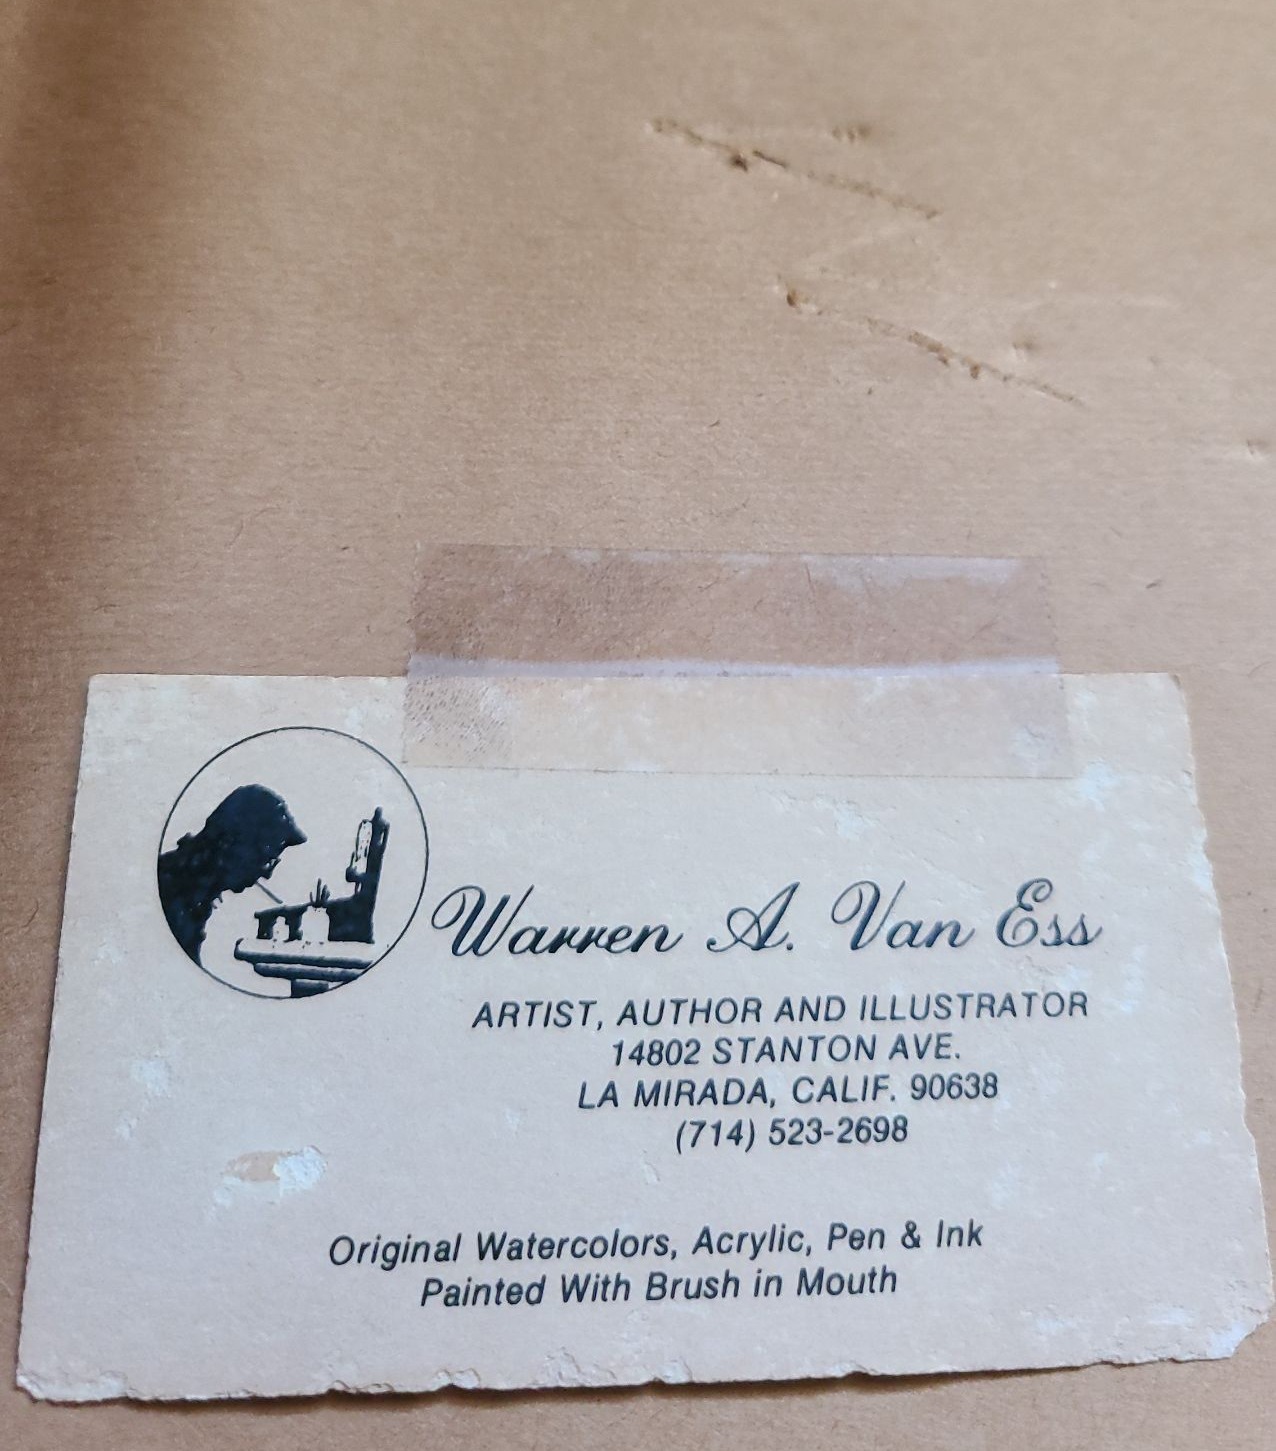 Warren A. Van Ess
ARTIST, AUTHOR AND ILLUSTRATOR
14802 STANTON AVE.
LA MIRADA, CALIF. 90638
(714) 523-2698
Original Watercolors, Acrylic, Pen & Ink
Painted With Brush in Mouth